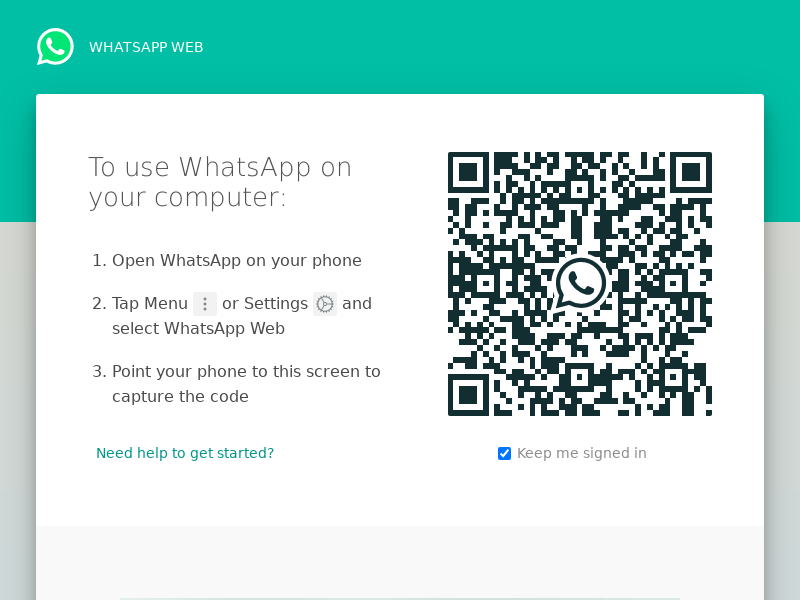 WHATSAPP WEB
To use WhatsApp on
your computer:
1. Open WhatsApp on your phone
2. Tap Menu or Settings and
select WhatsApp Web
3. Point your phone to this screen to
capture the code
Need help to get started?
Keep me signed in